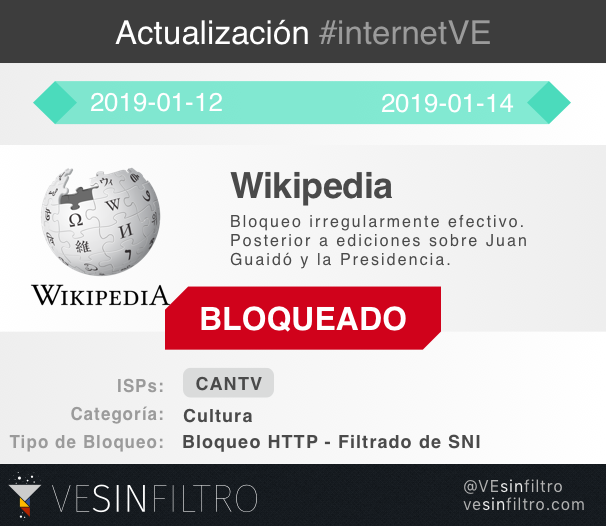 Actualización #internetVE
2019-01-12 2019-01-14
Wikipedia
Bloqueo irregularmente efectivo.
Posterior a ediciones sobre Juan
Guaidó y la Presidencia.
Ω W
維 И
WIKIPEDIA
BLOQUEADO
ISPs: CANTV
Categoría: Cultura
Tipo de Bloqueo: Bloqueo HTTP - Filtrado de SNI
VESINFILTRO
@VEsinfiltro
vesinfiltro.com